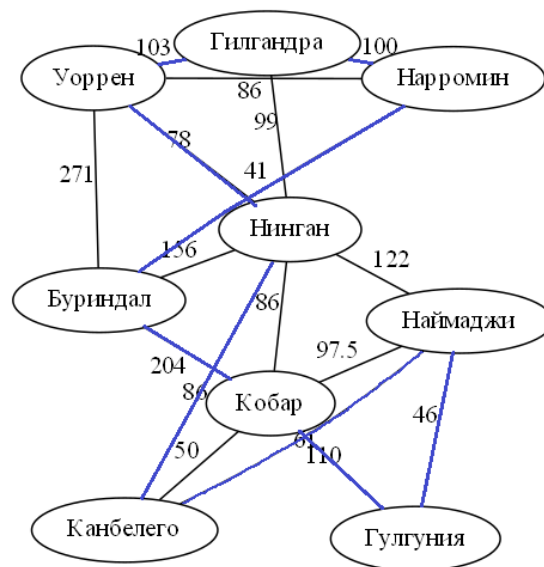 Гилгандра
103
100
Уоррен
Нарромин
86
99
78
271
41
Нинган
156
122
Буриндал
86
Наймаджи
97.5
204
86
Кобар
46
61
110
50
Канбелего
Гулгуния